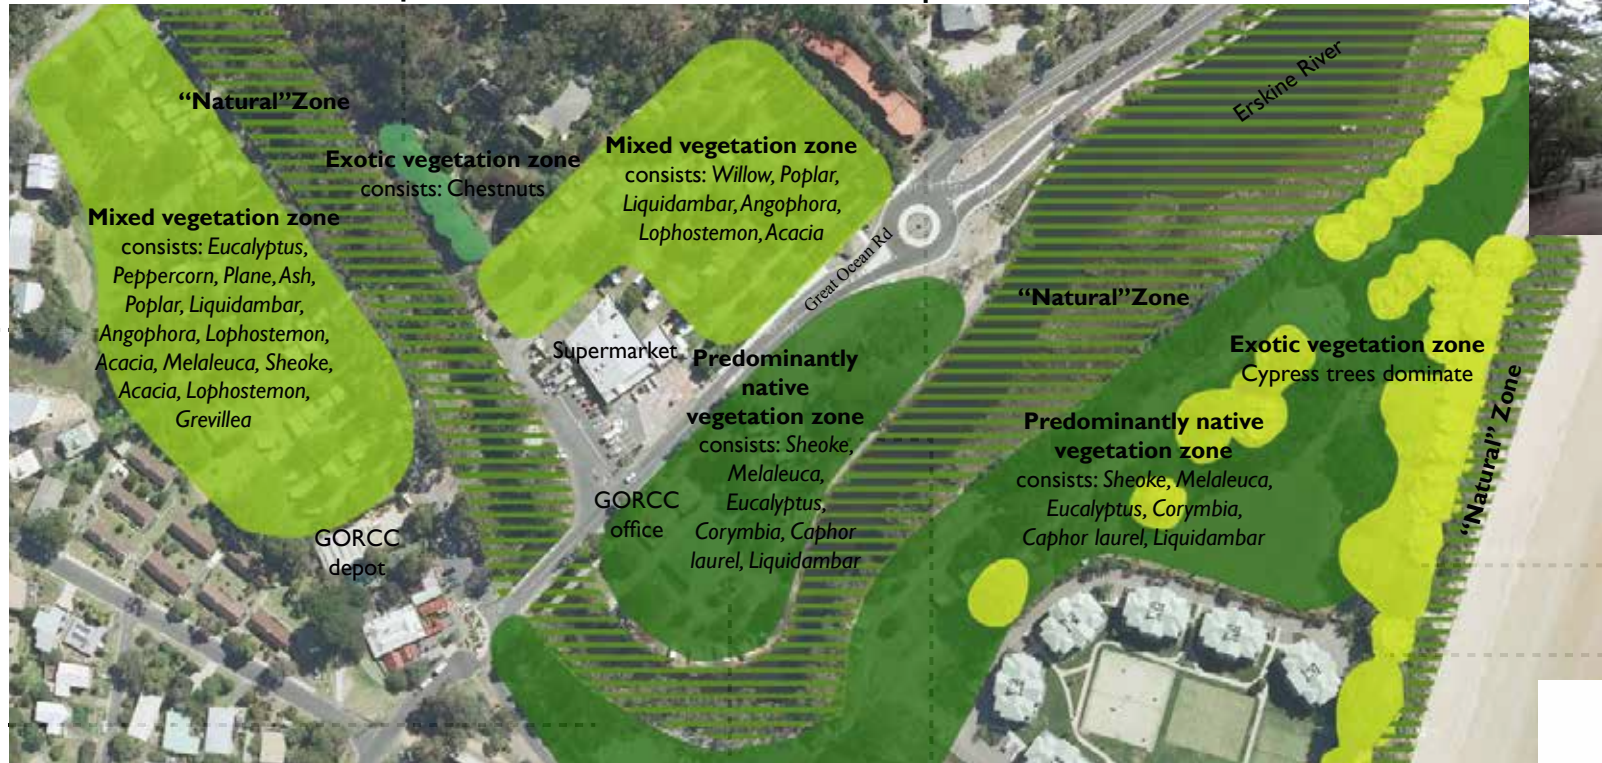 “Natural”Zone
Exotic vegetation zone
consists: Chestnuts
Mixed vegetation zone
consists: Willow, Poplar,
Liquidambar, Angophora,
Lophostemon, Acacia
Erskine River
Mixed vegetation zone
consists: Eucalyptus,
Peppercorn, Plane, Ash,
Poplar, Liquidambar,
Angophora, Lophostemon,
Acacia, Melaleuca, Sheoke,
Acacia, Lophostemon,
Grevillea
Great Ocean Rd
“Natural”Zone
Supermarket
Predominantly
native
vegetation zone
consists: Sheoke,
Melaleuca,
Eucalyptus,
Corymbia, Caphor
laurel, Liquidambar
Exotic vegetation zone
Cypress trees dominate
Predominantly native
vegetation zone
consists: Sheoke, Melaleuca,
Eucalyptus, Corymbia,
Caphor laurel, Liquidambar
“Natural” Zone
GORCC
office
GORCC
depot